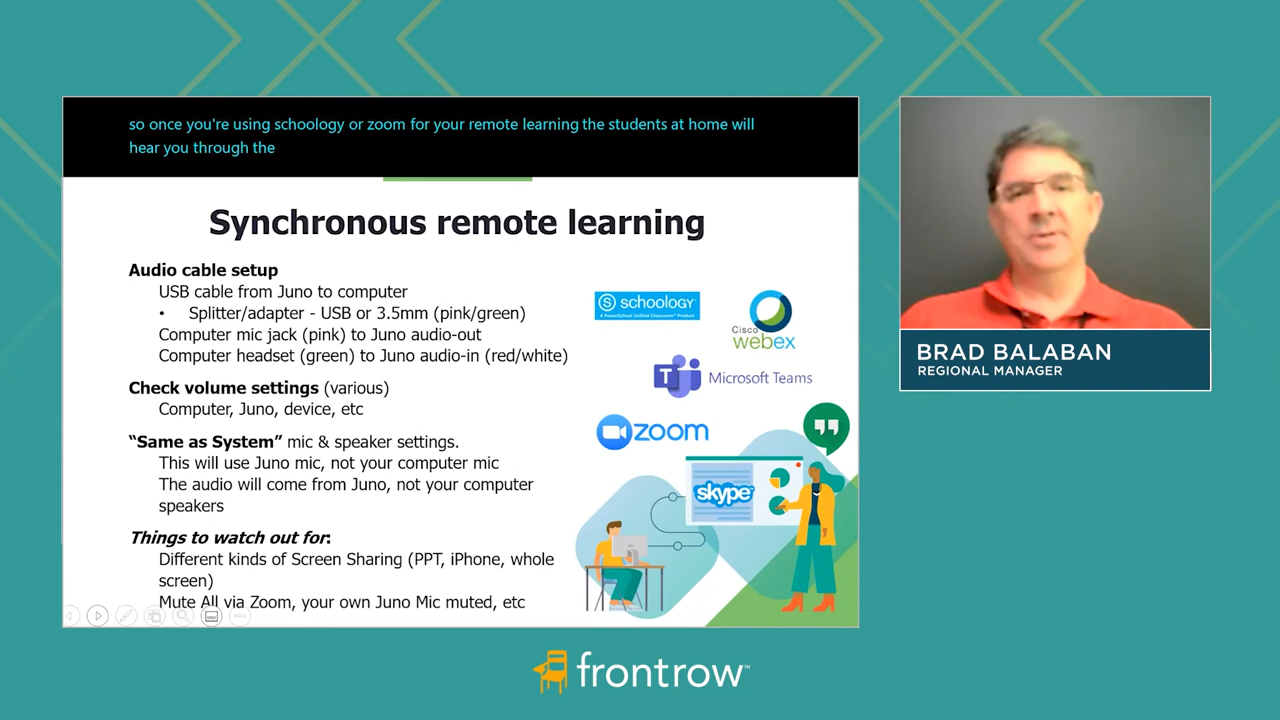 so once you're using schoology or zoom for your remote learning the students at home will
hear you through the
Synchronous remote learning
Audio cable setup
USB cable from Juno to computer
• Splitter/adapter - USB or 3.5mm (pink/green)
Computer mic jack (pink) to Juno audio-out
Computer headset (green) to Juno audio-in (red/white)
Check volume settings (various)
Computer, Juno, device, etc
“Same as System” mic & speaker settings.
This will use Juno mic, not your computer mic
The audio will come from Juno, not your computer
speakers
Things to watch out for:
Different kinds of Screen Sharing (PPT, iPhone, whole
screen)
Mute All via Zoom, your own Juno Mic muted, etc
S schoology
A PowerSchool Unified Classroom™ Product
Cisco
webex
T Microsoft Teams
zoom
skype
BRAD BALABAN
REGIONAL MANAGER
frontrow™